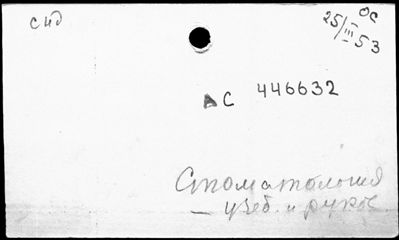 сид
ос
25/III 53
АС 446632
Стоматология
— учеб. и руков.